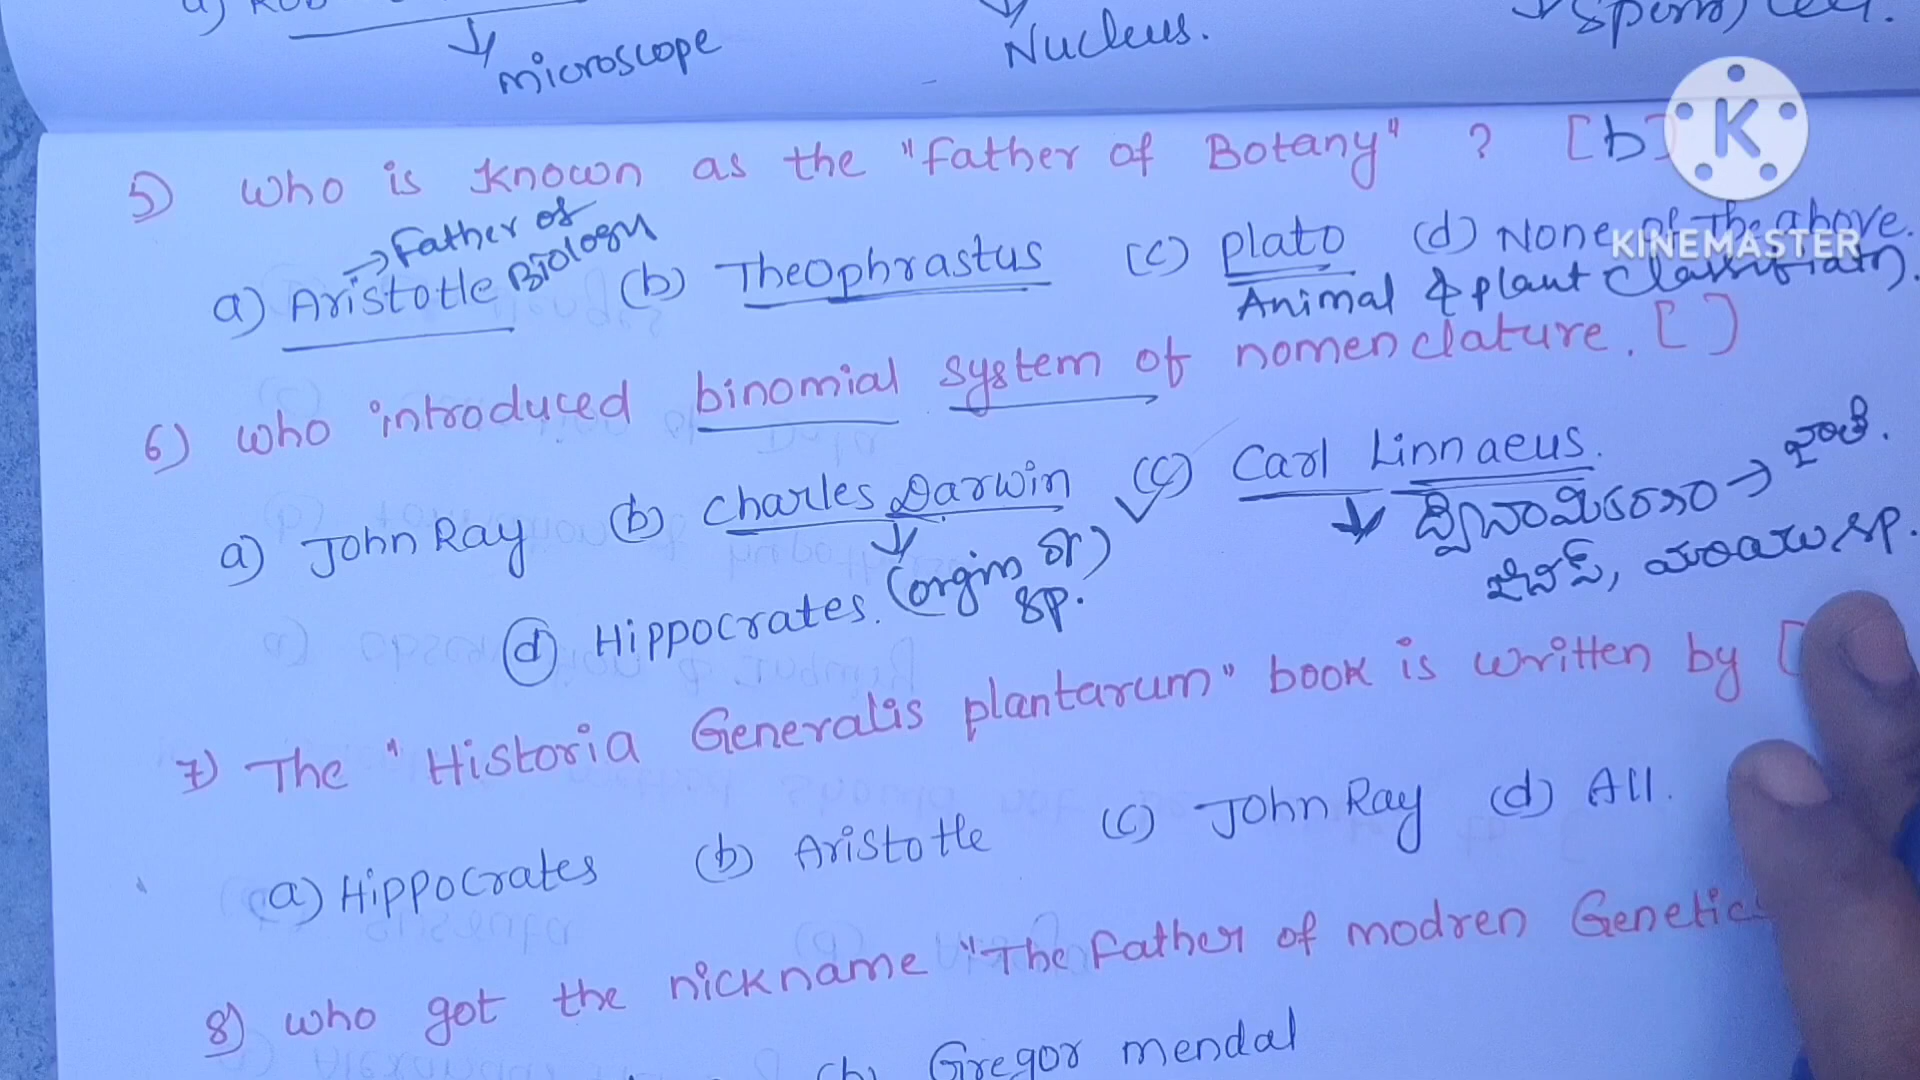 microscope
Nucleus.
5) who is known as the "father of Botany" ? [b]
→ Father of Biology
a) Aristotle (b) Theophrastus (c) plato (d) None of The above.
Animal & plant
6) who introduced binomial system of nomenclature. [ ]
a) John Ray (b) Charles Darwin (c) Carl Linnaeus.
(orgin or) sp.
(d) Hippocrates.
7) The "Historia Generalis plantarum" book is written by [
a) Hippocrates (b) Aristotle (c) John Ray (d) All.
8) who got the nickname "The father of modren Genetic
(b) Gregor mendal
K
KINEMASTER